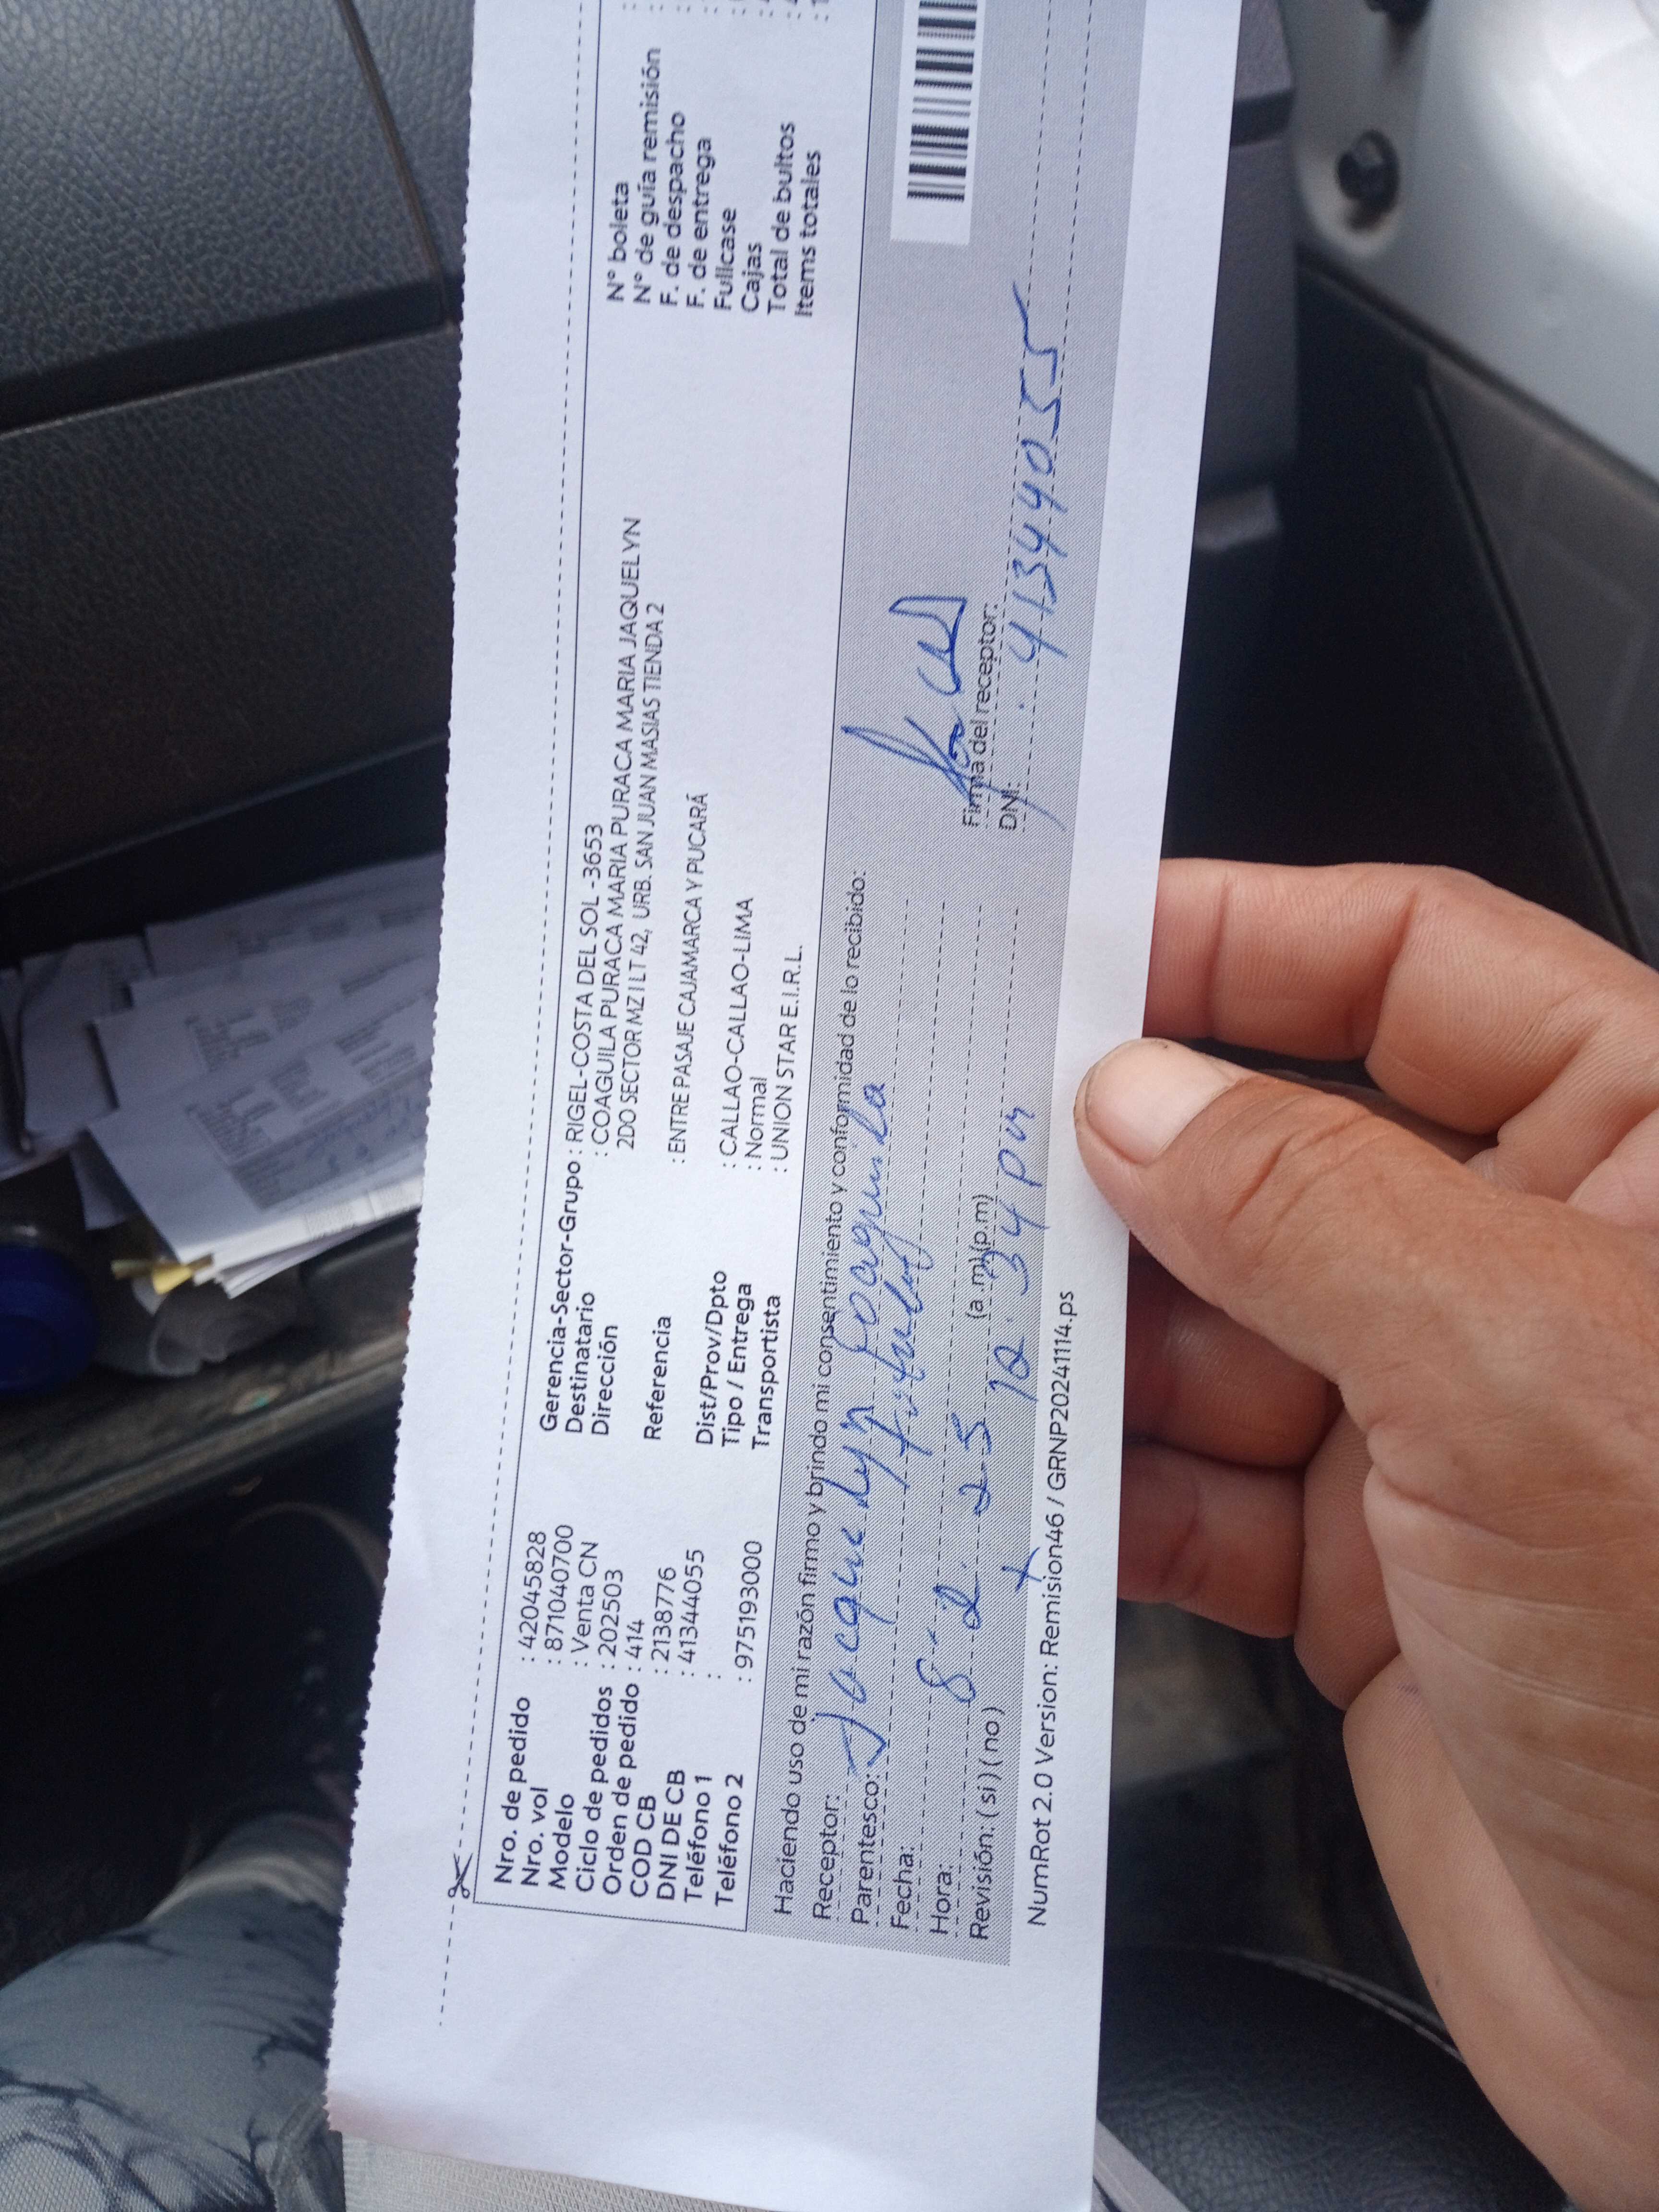 Nro. de pedido : 42045828
Nro. vol : 8710040700
Modelo : Venta CN
Ciclo de pedidos : 202503
Orden de pedido : 414
COD CB : 2138776
DNI DE CB : 41344055
Teléfono 1 :
Teléfono 2 : 975193000
Gerencia-Sector-Grupo : RIGEL-COSTA DEL SOL -3653
Destinatario : COAGUILA PURACA MARIA PURACA MARIA JAQUELYN
Dirección 2DO SECTOR MZ I LT 42, URB. SAN JUAN MASIAS TIENDA 2
Referencia : ENTRE PASAJE CAJAMARCA Y PUCARÁ
Dist/Prov/Dpto : CALLAO-CALLAO-LIMA
Tipo / Entrega : Normal
Transportista : UNION STAR E.I.R.L.
N° boleta :
N° de guía remisión :
F. de despacho :
F. de entrega :
Fullcase
Cajas
Total de bultos
Items totales
Haciendo uso de mi razón firmo y brindo mi consentimiento y conformidad de lo recibido:
Receptor: Jacquelyn Coaguila
Parentesco:
Fecha: 8 2. 25
Hora: (a.m) (p.m) 12:34 pm
Revisión: ( si ) ( no ) X
Firma del receptor:
DNI: 41344055
NumRot 2.0 Version: Remision46 / GRNP20241114.ps